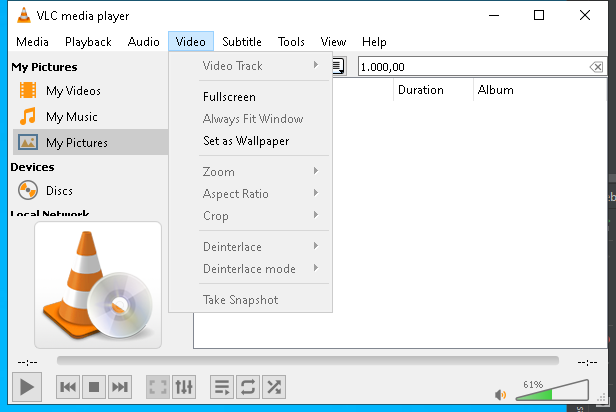 VLC media player
Media Playback Audio Video Subtitle Tools View Help
My Pictures
My Videos
My Music
My Pictures
Devices
Discs
Local Network
Video Track
Fullscreen
Always Fit Window
Set as Wallpaper
Zoom
Aspect Ratio
Crop
Deinterlace
Deinterlace mode
Take Snapshot
1.000,00
Duration Album
--:-- --:--
61%